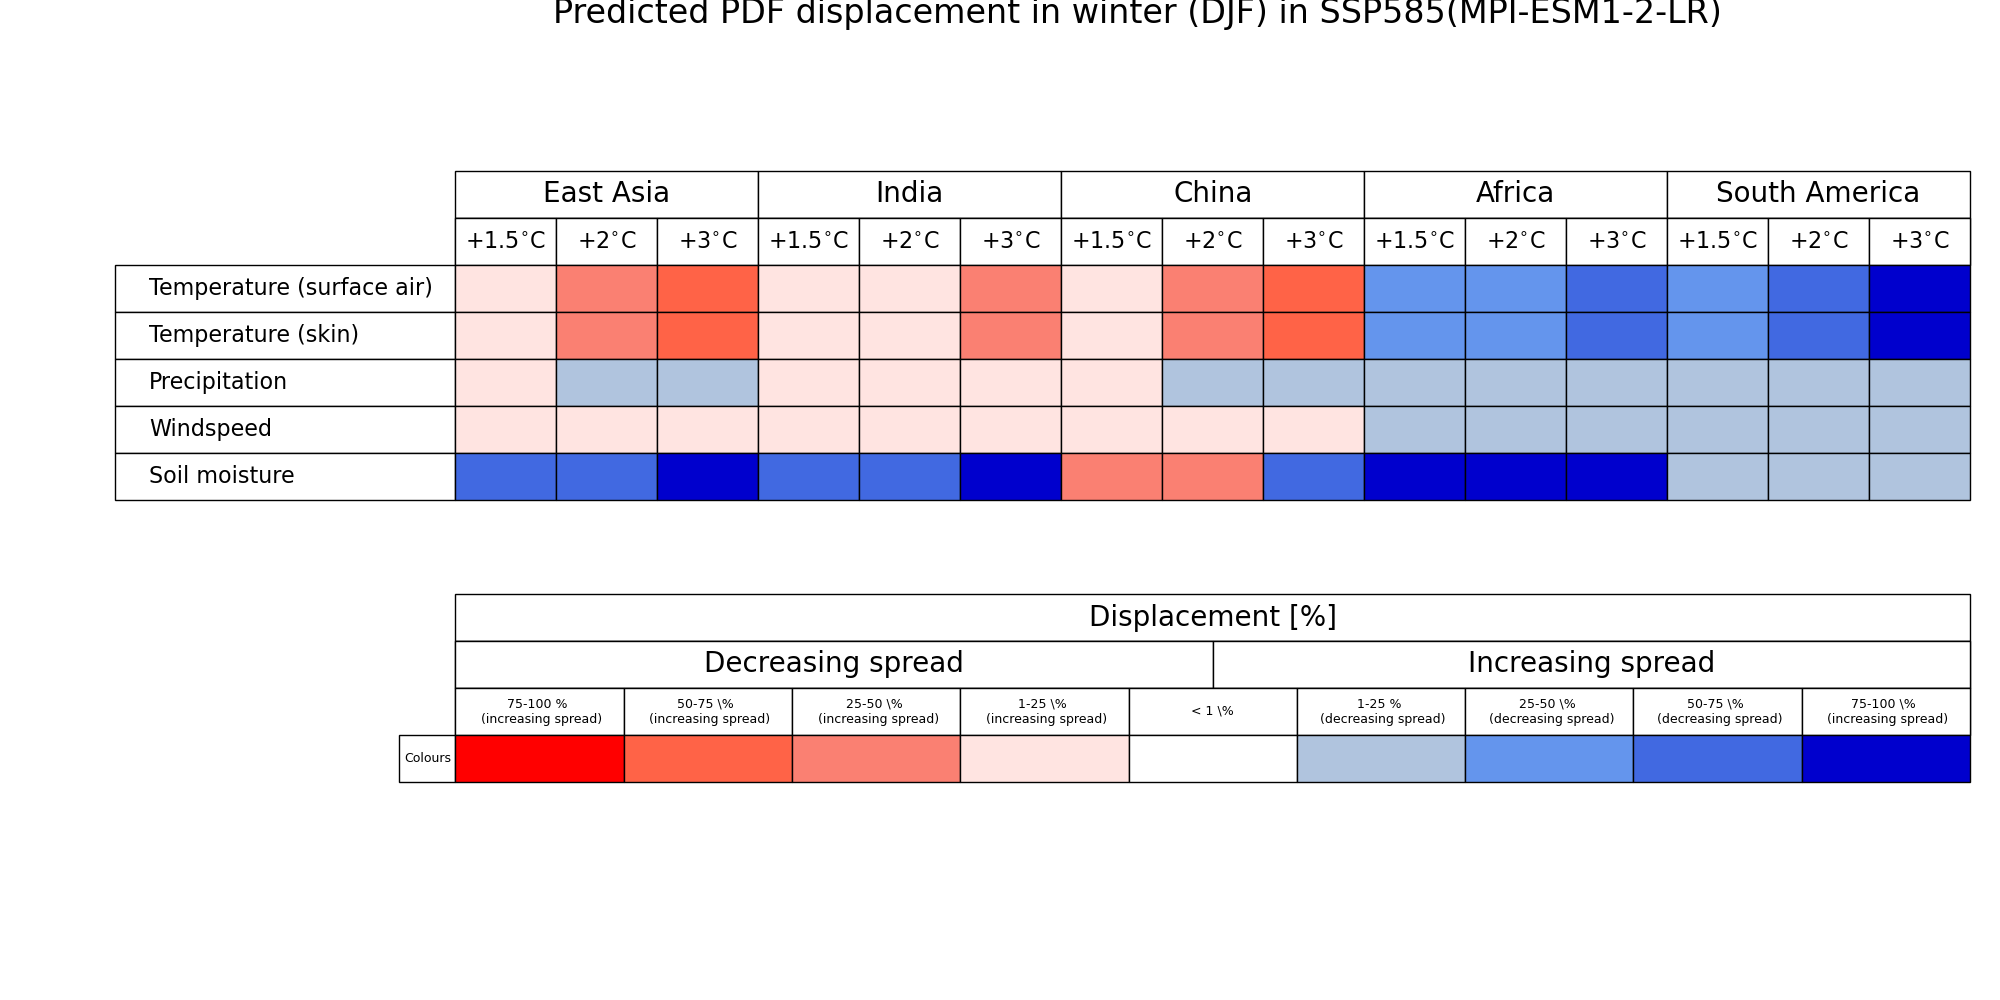 Predicted PDF displacement in winter (DJF) in SSP585(MPI-ESM1-2-LR)
East Asia India China Africa South America
+1.5°C +2°C +3°C +1.5°C +2°C +3°C +1.5°C +2°C +3°C +1.5°C +2°C +3°C +1.5°C +2°C +3°C
Temperature (surface air)
Temperature (skin)
Precipitation
Windspeed
Soil moisture
Displacement [%]
Decreasing spread Increasing spread
75-100 % 50-75 \% 25-50 \% 1-25 \% < 1 \% 1-25 % 25-50 \% 50-75 \% 75-100 \%
(increasing spread) (increasing spread) (increasing spread) (increasing spread) (decreasing spread) (decreasing spread) (decreasing spread) (increasing spread)
Colours